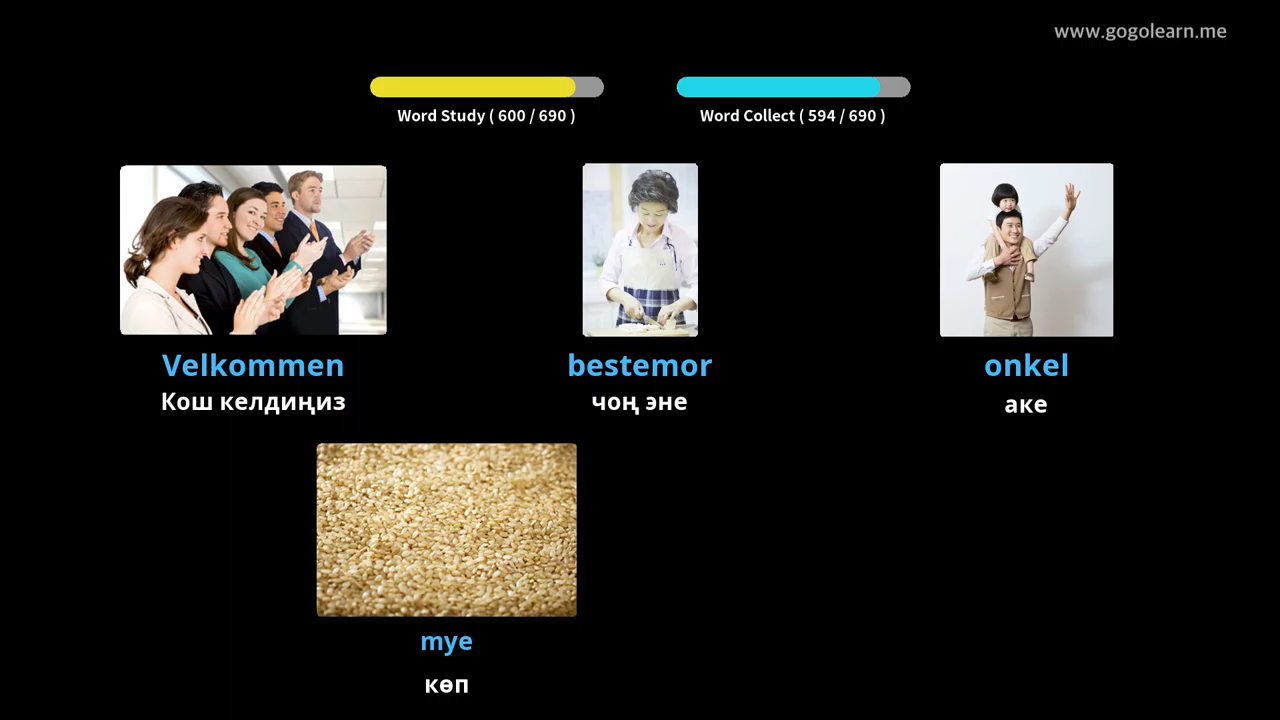 www.gogolearn.me
Word Study ( 600 / 690 )
Word Collect ( 594 / 690 )
Velkommen
Кош келдиңиз
bestemor
чоң эне
onkel
аке
mye
көп